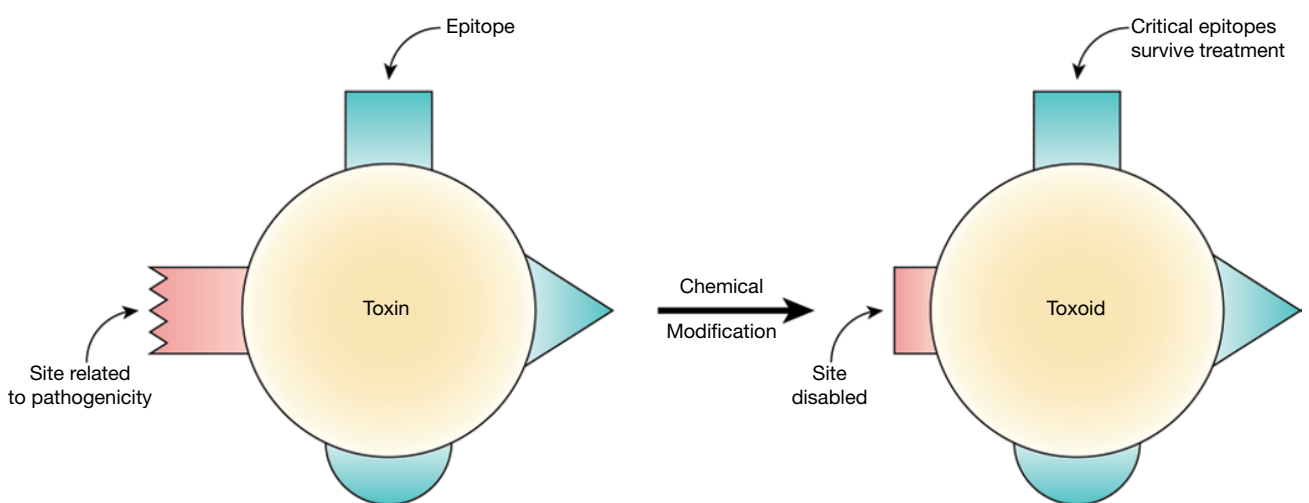 Epitope
Toxin
Site related
to pathogenicity
Chemical
Modification
Critical epitopes
survive treatment
Toxoid
Site
disabled